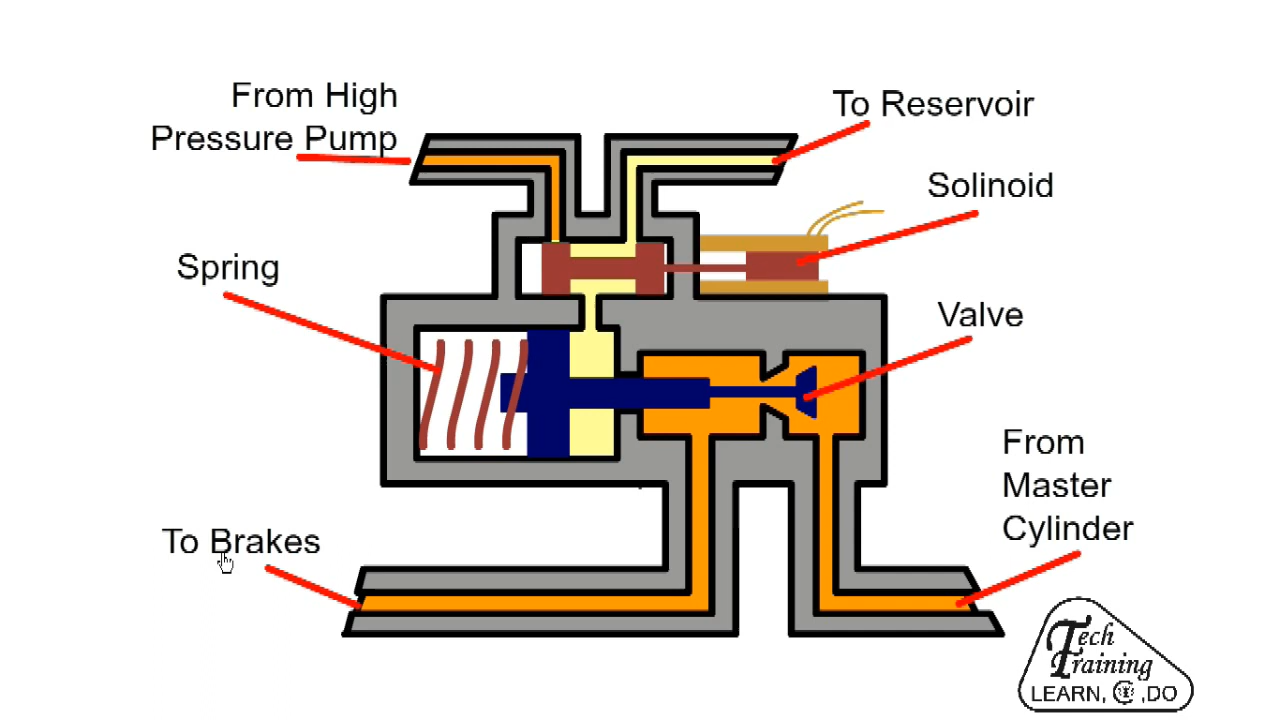 From High
Pressure Pump
To Reservoir
Solinoid
Spring
Valve
From
Master
Cylinder
To Brakes
Tech
Training
LEARN, , DO